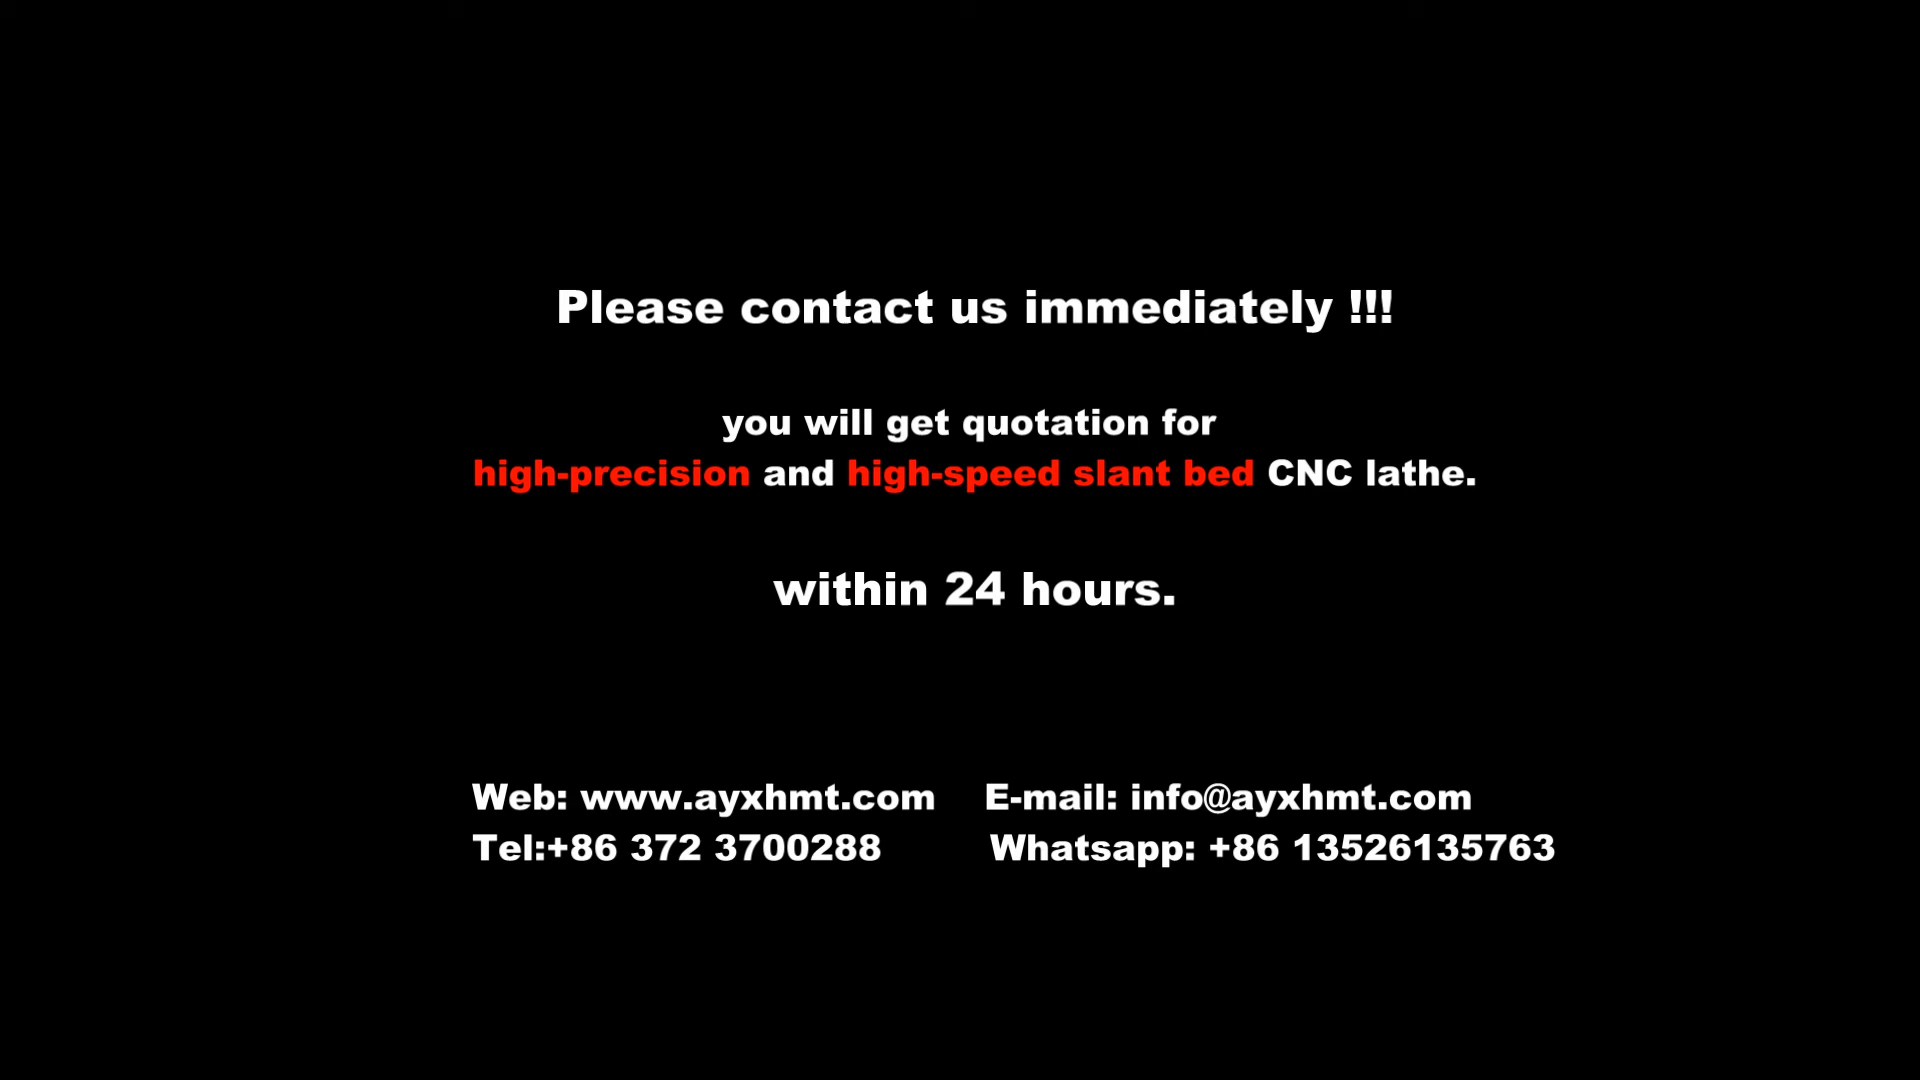 Please contact us immediately !!!
you will get quotation for
high-precision and high-speed slant bed CNC lathe.
within 24 hours.
Web: www.ayxhmt.com E-mail: info@ayxhmt.com
Tel:+86 372 3700288 Whatsapp: +86 13526135763